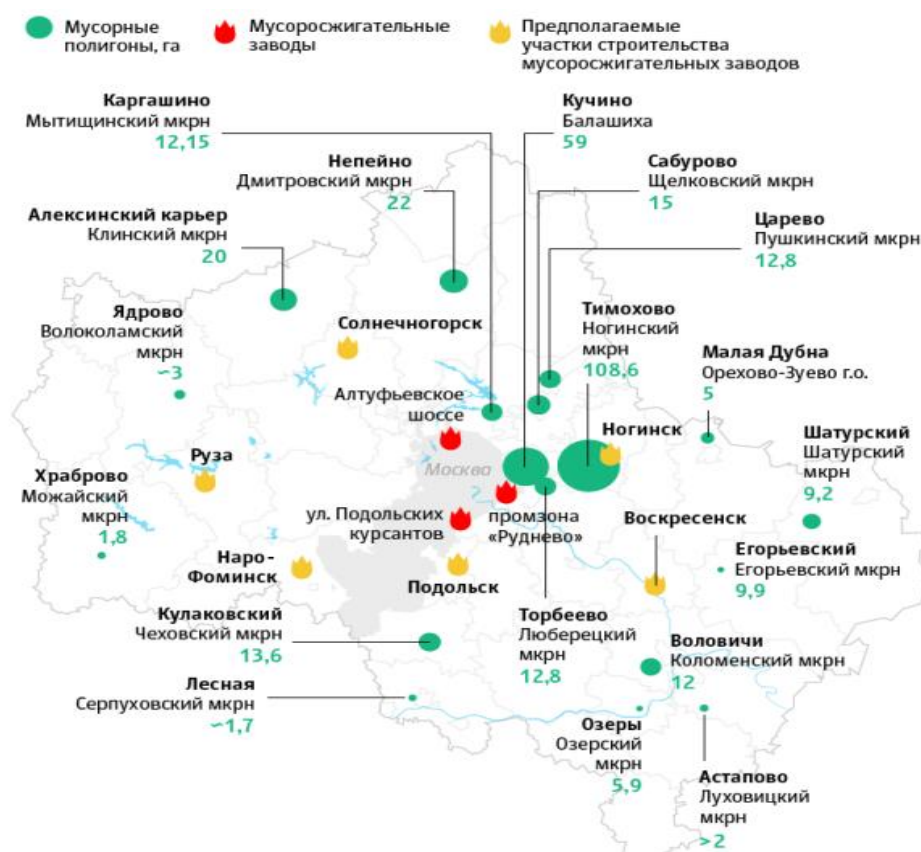 Мусорные
полигоны, га
Мусоросжигательные
заводы
Предполагаемые
участки строительства
мусоросжигательных заводов
Каргашино
Мытищинский мкрн
12,15
Кучино
Балашиха
59
Непейно
Дмитровский мкрн
22
Сабурово
Щелковский мкрн
15
Алексинский карьер
Клинский мкрн
20
Царево
Пушкинский мкрн
12,8
Ядрово
Волоколамский
мкрн
~3
Солнечногорск
Тимохово
Ногинский
мкрн
108,6
Малая Дубна
Орехово-Зуево г.о.
5
Алтуфьевское
шоссе
Ногинск
Шатурский
Шатурский
мкрн
9,2
Руза
Москва
Храброво
Можайский
мкрн
1,8
ул. Подольских
курсантов
промзона
«Руднево»
Воскресенск
Наро-
Фоминск
Подольск
Егорьевский
Егорьевский мкрн
9,9
Кулаковский
Чеховский мкрн
13,6
Торбеево
Люберецкий
мкрн
12,8
Воловичи
Коломенский мкрн
12
Лесная
Серпуховский мкрн
~1,7
Озеры
Озерский
мкрн
5,9
Астапово
Луховицкий
мкрн
>2